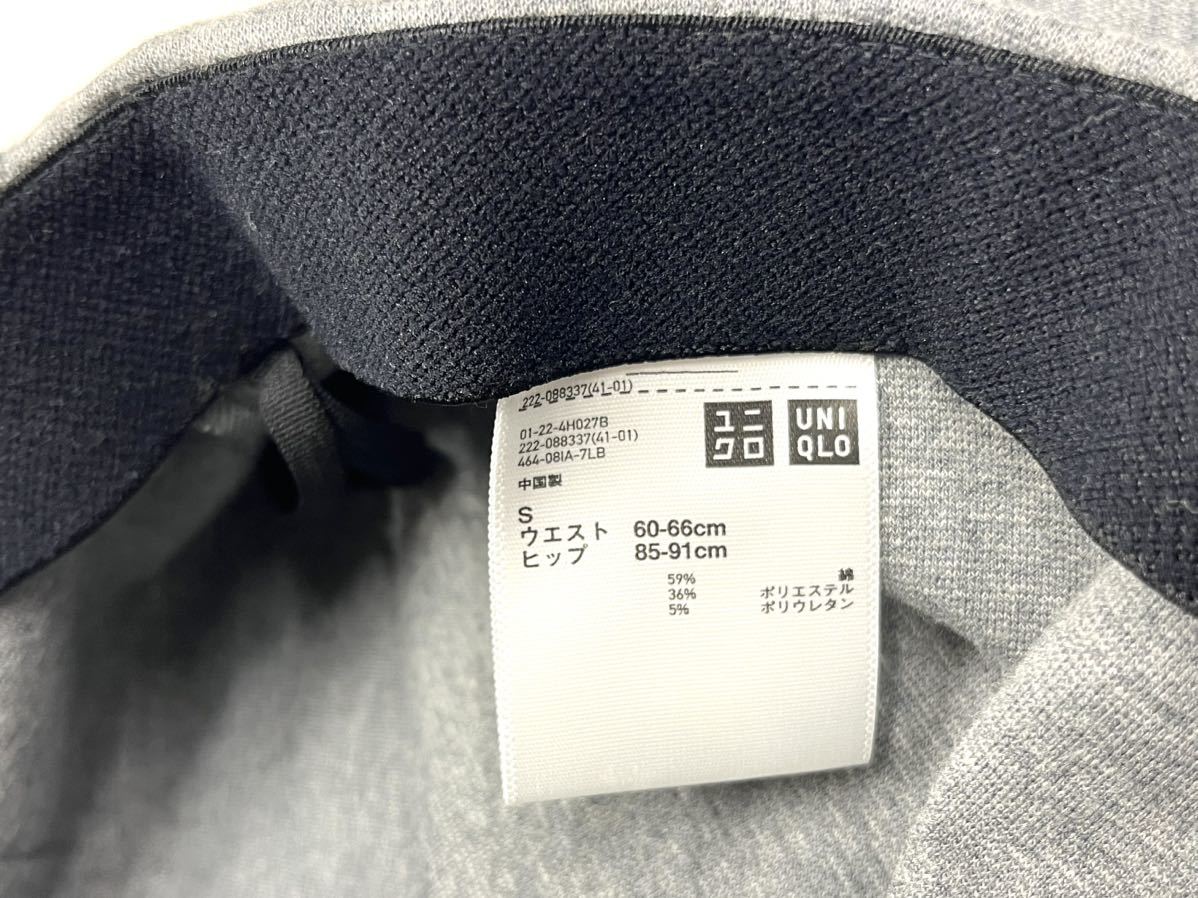 222-088337(41-01)
01-22-4H027B
222-088337(41-01)
464-08IA-7LB
ユニ
クロ
UNI
QLO
中国製
S
ウエスト 60-66cm
ヒップ 85-91cm
59% 綿
36% ポリエステル
5% ポリウレタン